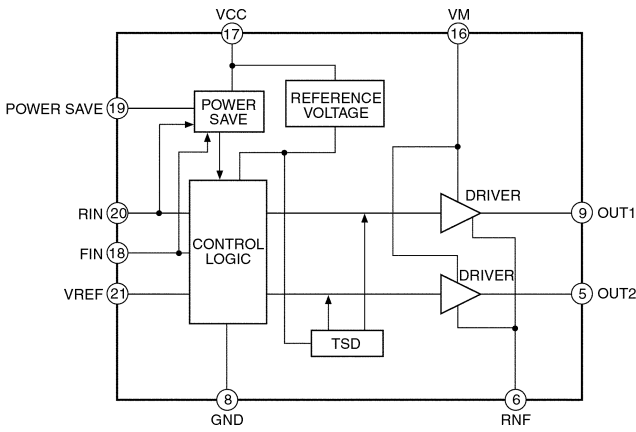 VCC
VM
17
16
POWER SAVE 19
POWER
SAVE
REFERENCE
VOLTAGE
RIN 20
CONTROL
LOGIC
DRIVER
9 OUT1
FIN 18
VREF 21
DRIVER
5 OUT2
TSD
8
GND
6
RNF